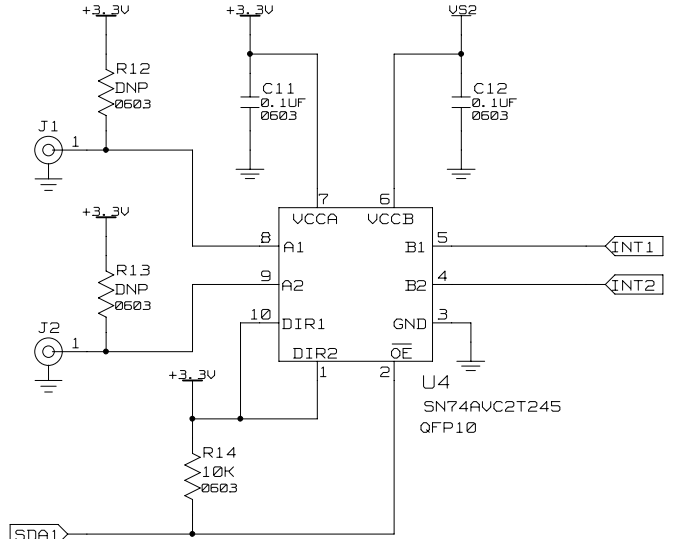 +3.3V
+3.3V
VS2
R12
DNP
0603
C11
0.1UF
0603
C12
0.1UF
0603
J1
1
7
6
VCCA
VCCB
+3.3V
8
A1
B1
5
INT1
R13
DNP
0603
9
A2
B2
4
INT2
J2
1
10
DIR1
GND
3
DIR2
OE
1
2
+3.3V
U4
SN74AVC2T245
QFP10
R14
10K
0603
SDA1